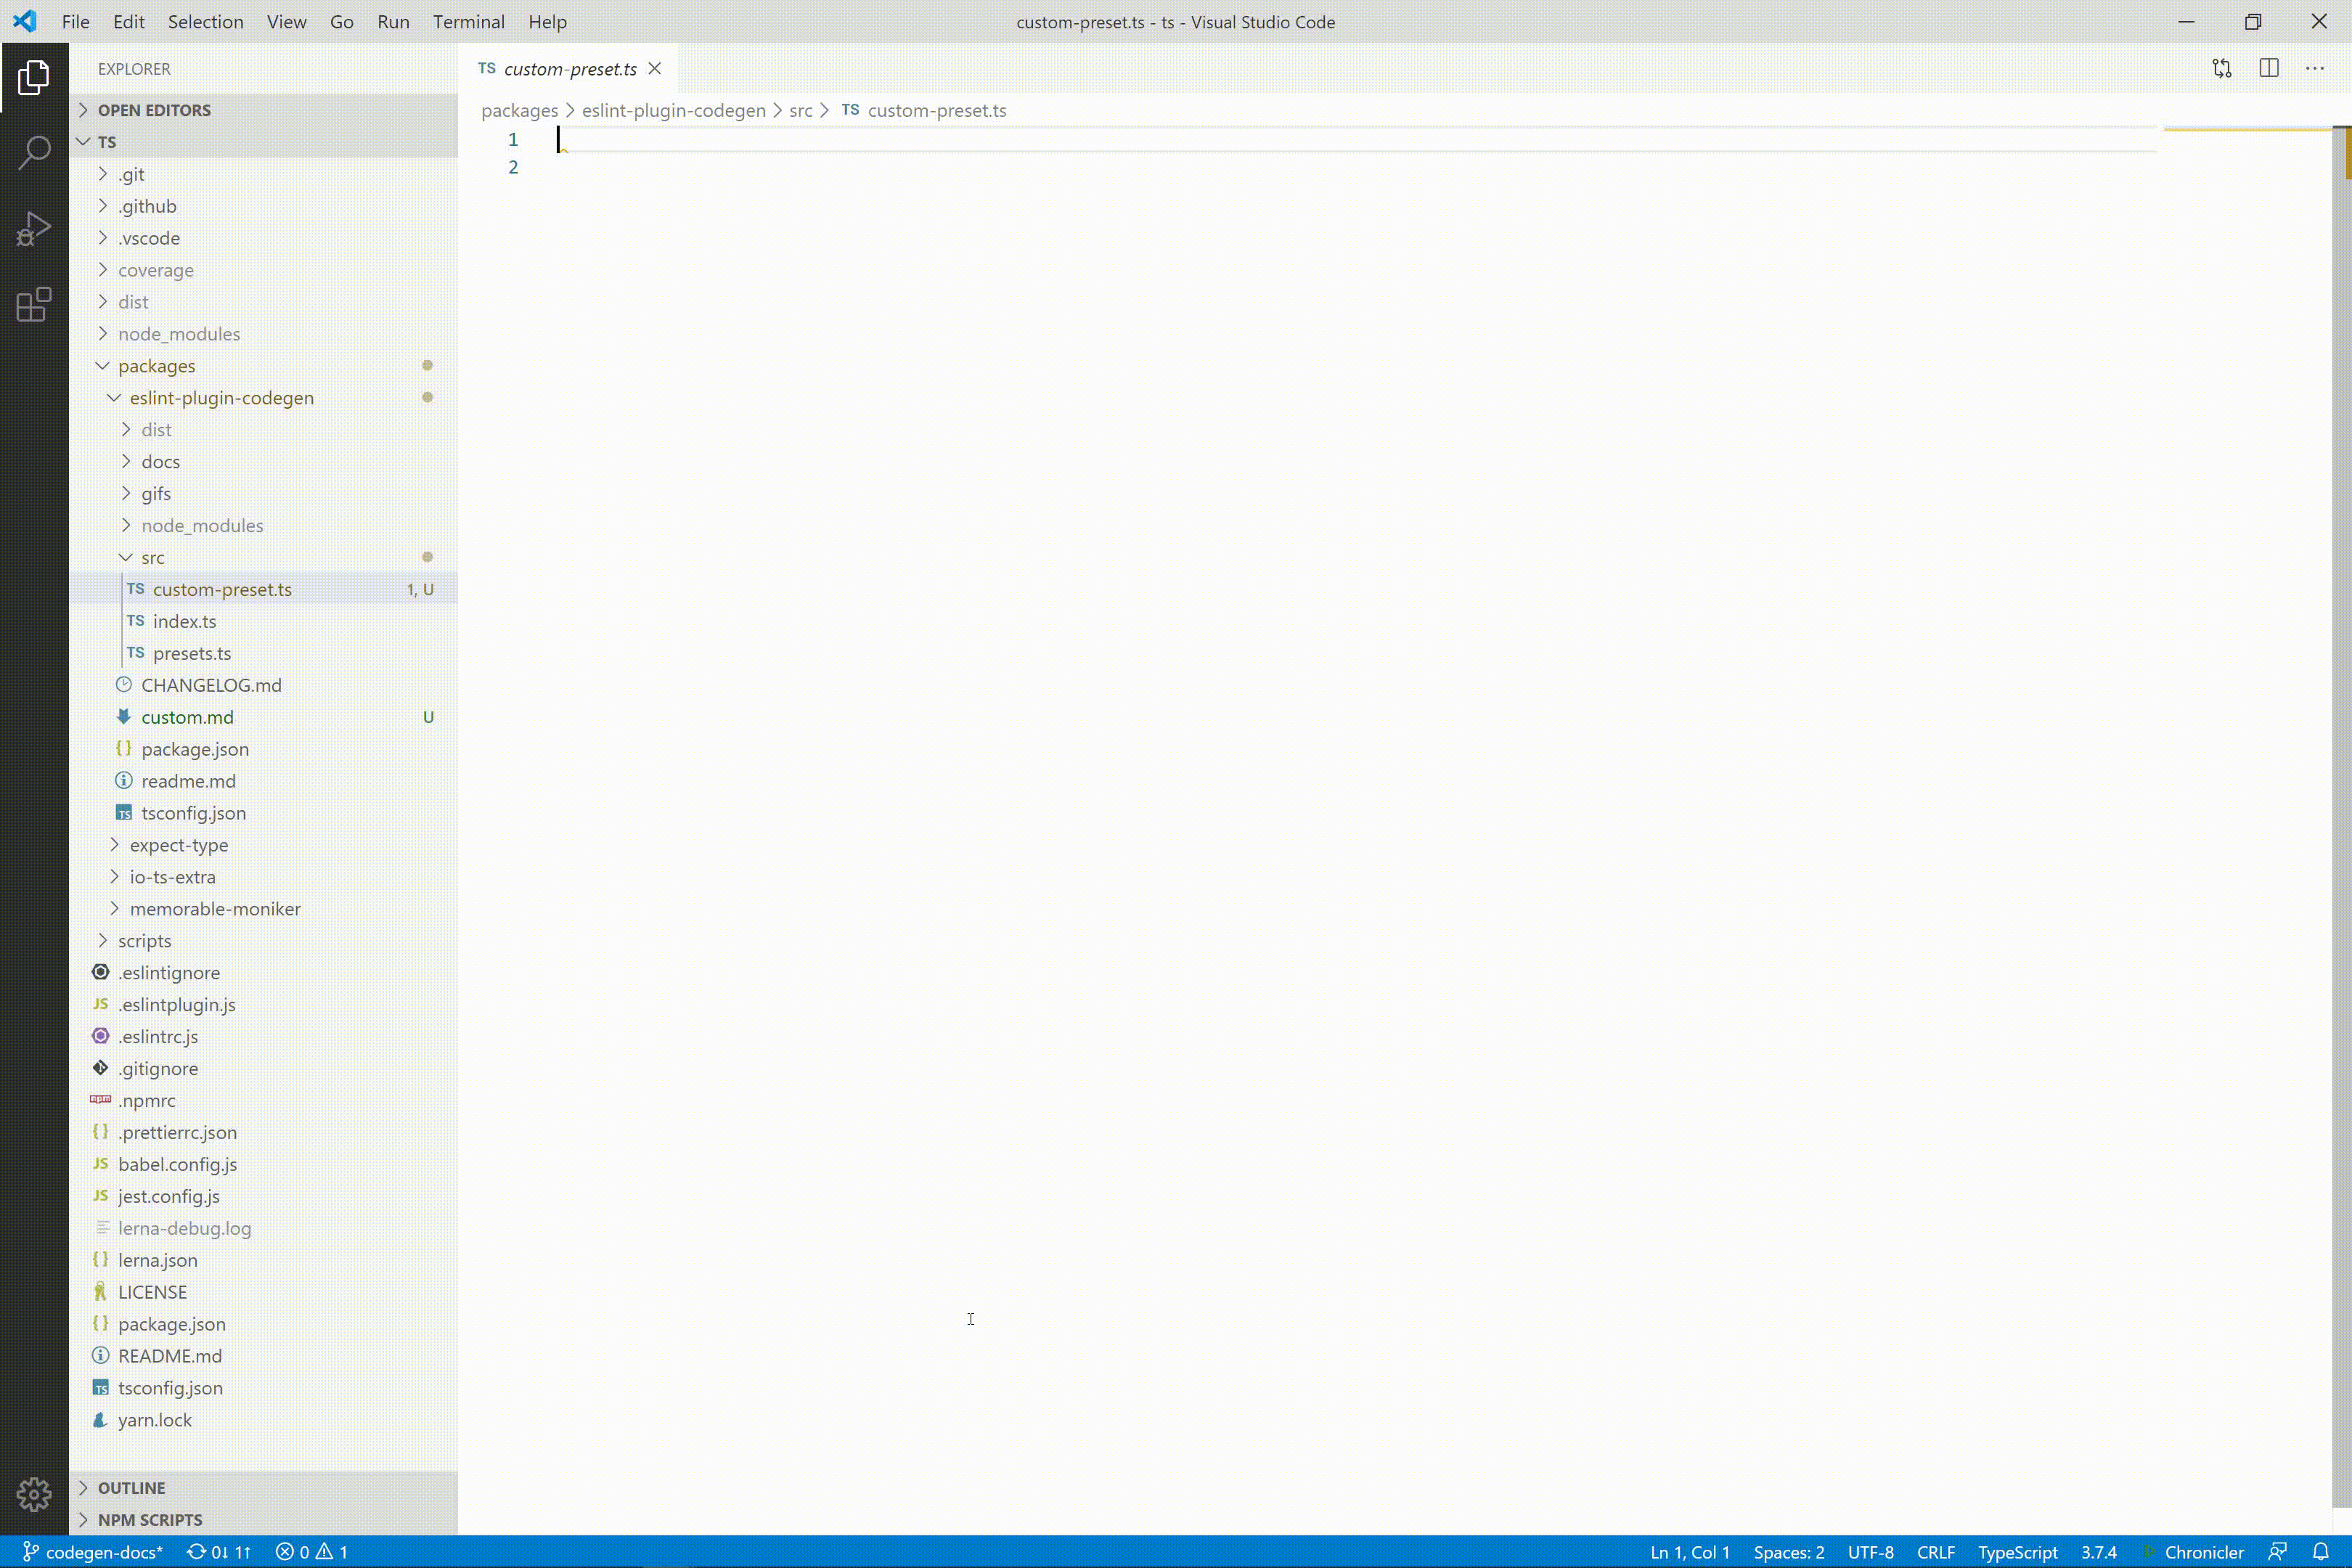 File Edit Selection View Go Run Terminal Help custom-preset.ts - ts - Visual Studio Code
EXPLORER
OPEN EDITORS
TS
.git
.github
.vscode
coverage
dist
node_modules
packages
eslint-plugin-codegen
dist
docs
gifs
node_modules
src
TS custom-preset.ts 1, U
TS index.ts
TS presets.ts
CHANGELOG.md
custom.md U
{} package.json
readme.md
TS tsconfig.json
expect-type
io-ts-extra
memorable-moniker
scripts
.eslintignore
JS .eslintplugin.js
.eslintrc.js
.gitignore
npm .npmrc
{} .prettierrc.json
JS babel.config.js
JS jest.config.js
lerna-debug.log
{} lerna.json
LICENSE
{} package.json
README.md
TS tsconfig.json
yarn.lock
OUTLINE
NPM SCRIPTS
TS custom-preset.ts
packages > eslint-plugin-codegen > src > TS custom-preset.ts
1
2
codegen-docs* 0↓ 1↑ 0 1 Ln 1, Col 1 Spaces: 2 UTF-8 CRLF TypeScript 3.7.4 Chronicler